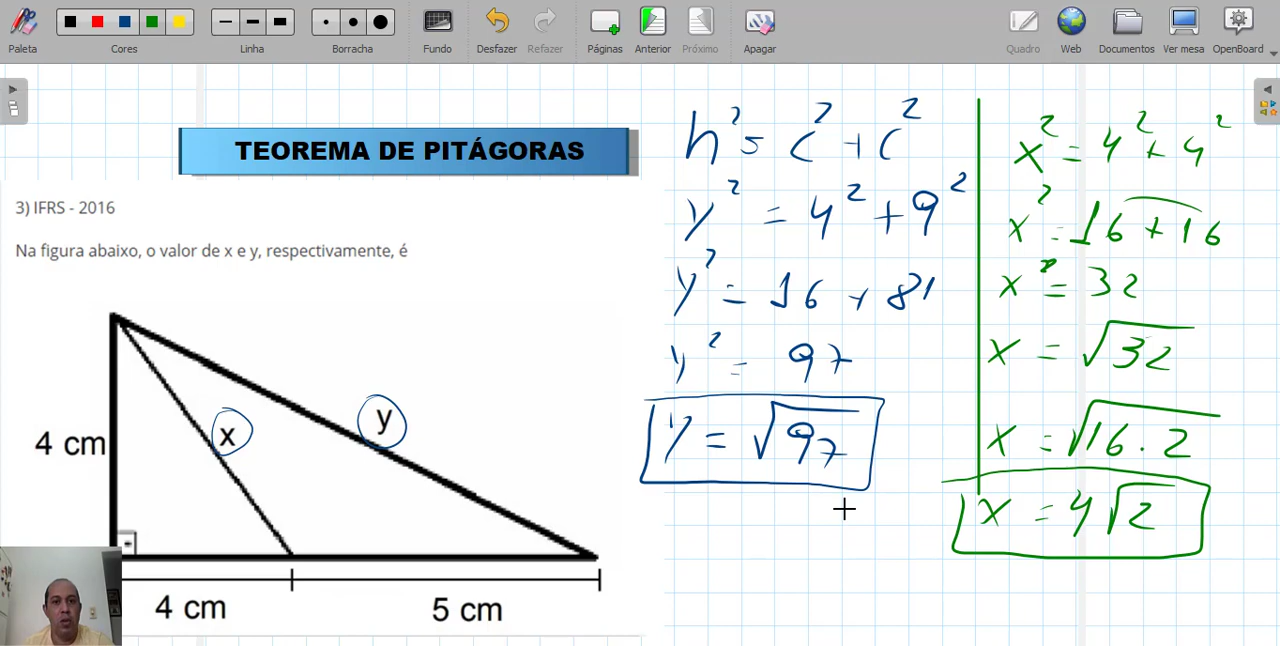 Paleta Cores Linha Borracha Fundo Desfazer Refazer Páginas Anterior Próximo Apagar Quadro Web Documentos Ver mesa OpenBoard
TEOREMA DE PITÁGORAS
3) IFRS - 2016
Na figura abaixo, o valor de x e y, respectivamente, é
4 cm
x
y
4 cm
5 cm
h² = c² + c²
y² = 4² + 9²
y² = 16 + 81
y² = 97
y = √97
x² = 4² + 4²
x² = 16 + 16
x² = 32
x = √32
x = √16 · 2
x = 4√2